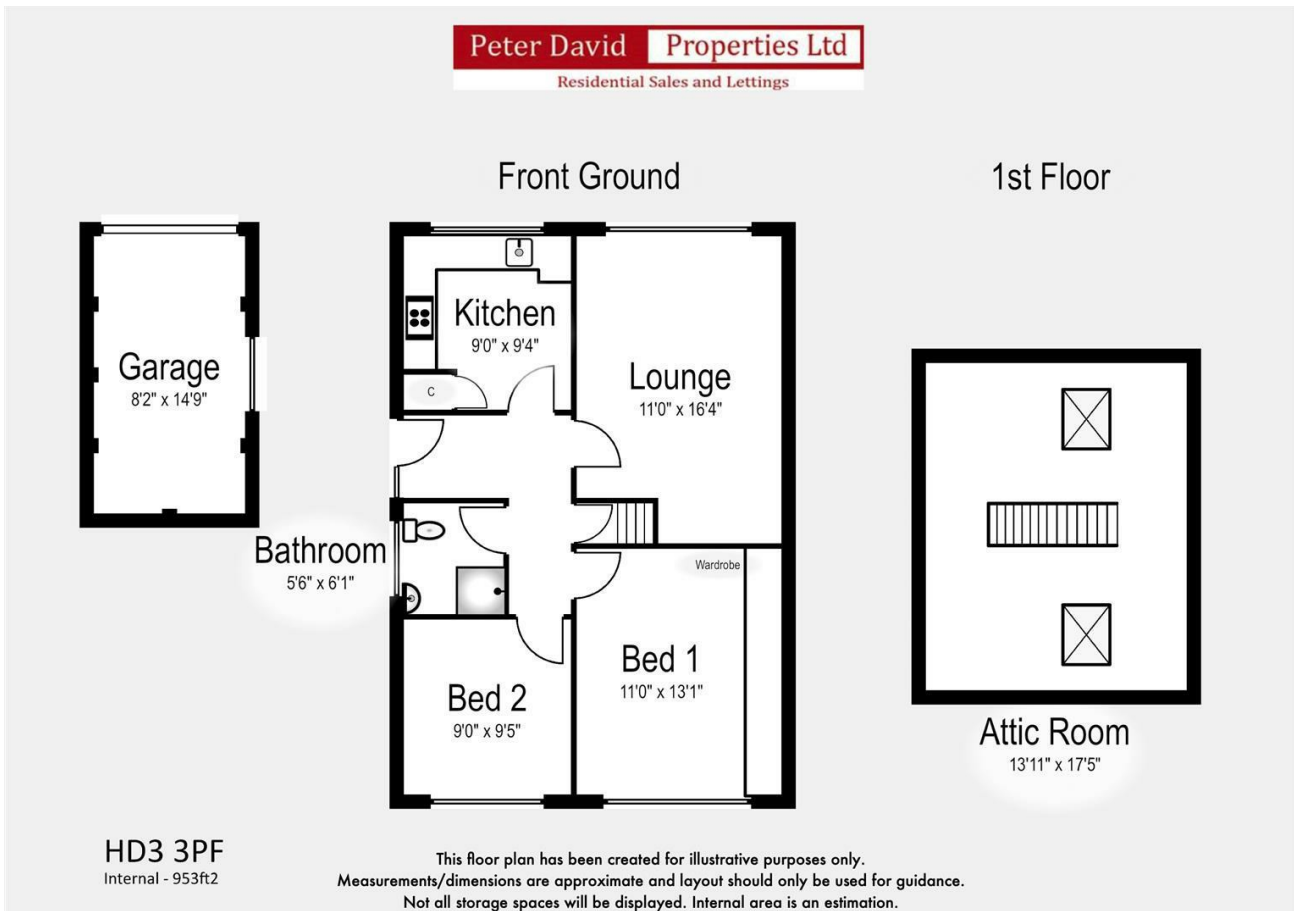 Peter David Properties Ltd
Residential Sales and Lettings
Front Ground
1st Floor
Garage
8'2" x 14'9"
Kitchen
9'0" x 9'4"
C
Lounge
11'0" x 16'4"
Bathroom
5'6" x 6'1"
Wardrobe
Bed 1
11'0" x 13'1"
Bed 2
9'0" x 9'5"
Attic Room
13'11" x 17'5"
HD3 3PF
Internal - 953ft2
This floor plan has been created for illustrative purposes only.
Measurements/dimensions are approximate and layout should only be used for guidance.
Not all storage spaces will be displayed. Internal area is an estimation.